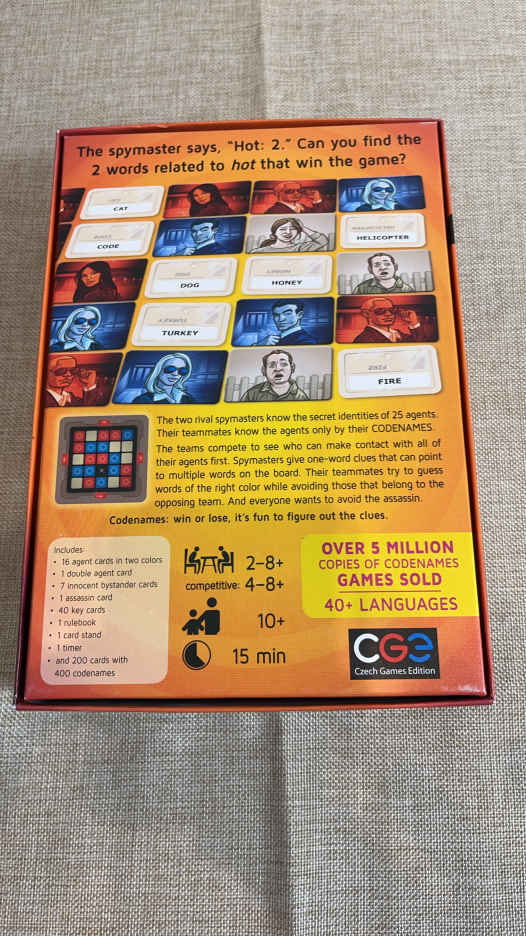 The spymaster says, "Hot: 2." Can you find the
2 words related to hot that win the game?
CAT
CODE
HELICOPTER
DOG
HONEY
TURKEY
FIRE
The two rival spymasters know the secret identities of 25 agents.
Their teammates know the agents only by their CODENAMES.
The teams compete to see who can make contact with all of
their agents first. Spymasters give one-word clues that can point
to multiple words on the board. Their teammates try to guess
words of the right color while avoiding those that belong to the
opposing team. And everyone wants to avoid the assassin.
Codenames: win or lose, it's fun to figure out the clues.
Includes:
• 16 agent cards in two colors
• 1 double agent card
• 7 innocent bystander cards
• 1 assassin card
• 40 key cards
• 1 rulebook
• 1 card stand
• 1 timer
• and 200 cards with
400 codenames
2–8+
competitive: 4–8+
10+
15 min
OVER 5 MILLION
COPIES OF CODENAMES
GAMES SOLD
40+ LANGUAGES
CGE
Czech Games Edition